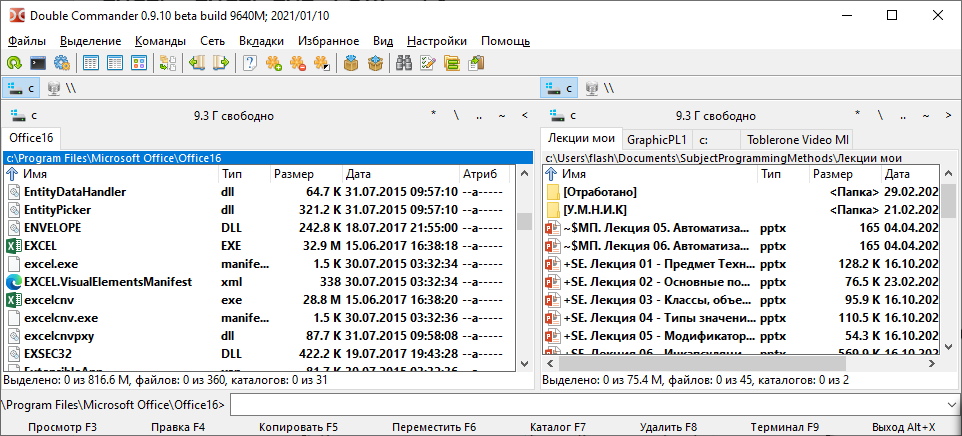 Double Commander 0.9.10 beta build 9640M; 2021/01/10
Файлы Выделение Команды Сеть Вкладки Избранное Вид Настройки Помощь
c \\ c \\
c 9.3 Г свободно * \ .. ~ < c 9.3 Г свободно * \ .. ~ >
Office16 Лекции мои GraphicPL1 c: Toblerone Video MI
c:\Program Files\Microsoft Office\Office16
c:\Users\flash\Documents\SubjectProgrammingMethods\Лекции мои
Имя Тип Размер Дата Атриб
EntityDataHandler dll 64.7 K 31.07.2015 09:57:10 --a-----
EntityPicker dll 321.2 K 31.07.2015 09:57:10 --a-----
ENVELOPE DLL 242.8 K 18.07.2017 21:55:00 --a-----
EXCEL EXE 32.9 M 15.06.2017 16:38:18 --a-----
excel.exe manife... 1.5 K 30.07.2015 03:32:34 --a-----
EXCEL.VisualElementsManifest xml 338 30.07.2015 03:32:34 --a-----
excelcnv exe 28.8 M 15.06.2017 16:38:20 --a-----
excelcnv.exe manife... 1.5 K 30.07.2015 03:32:34 --a-----
excelcnvpxy dll 87.7 K 31.07.2015 09:58:08 --a-----
EXSEC32 DLL 422.2 K 19.07.2017 19:43:28 --a-----
Выделено: 0 из 816.6 M, файлов: 0 из 360, каталогов: 0 из 31
Имя Тип Размер Дата
[Отработано] <Папка> 29.02.202
[У.М.Н.И.К] <Папка> 21.02.202
~$МП. Лекция 05. Автоматиза... pptx 165 04.04.202
~$МП. Лекция 06. Автоматиза... pptx 165 04.04.202
+SE. Лекция 01 - Предмет Техн... pptx 128.2 K 16.10.202
+SE. Лекция 02 - Основные по... pptx 76.5 K 23.02.202
+SE. Лекция 03 - Классы, объе... pptx 95.9 K 16.10.202
+SE. Лекция 04 - Типы значени... pptx 110.5 K 16.10.202
+SE. Лекция 05 - Модификатор... pptx 54.3 K 16.10.202
+SE. Лекция 06 - Инкапсуляци... pptx 569.9 K 16.10.202
Выделено: 0 из 75.4 M, файлов: 0 из 45, каталогов: 0 из 2
\Program Files\Microsoft Office\Office16>
Просмотр F3 Правка F4 Копировать F5 Переместить F6 Каталог F7 Удалить F8 Терминал F9 Выход Alt+X